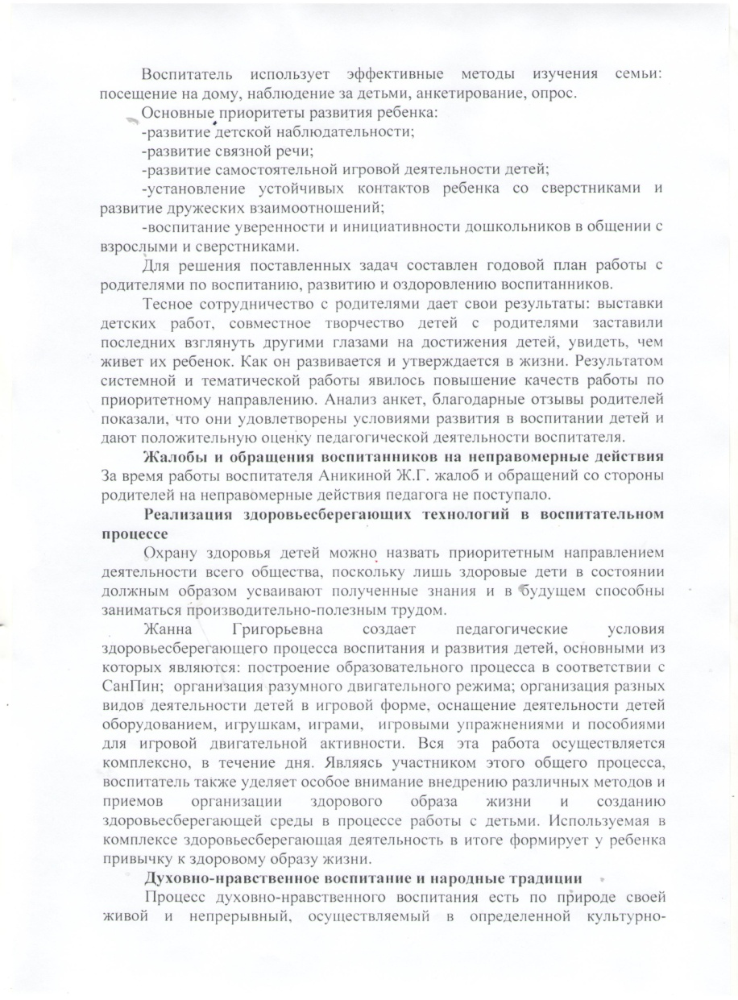 Воспитатель использует эффективные методы изучения семьи:
посещение на дому, наблюдение за детьми, анкетирование, опрос.
Основные приоритеты развития ребенка:
-развитие детской наблюдательности;
-развитие связной речи;
-развитие самостоятельной игровой деятельности детей;
-установление устойчивых контактов ребенка со сверстниками и
развитие дружеских взаимоотношений;
-воспитание уверенности и инициативности дошкольников в общении с
взрослыми и сверстниками.
Для решения поставленных задач составлен годовой план работы с
родителями по воспитанию, развитию и оздоровлению воспитанников.
Тесное сотрудничество с родителями дает свои результаты: выставки
детских работ, совместное творчество детей с родителями заставили
последних взглянуть другими глазами на достижения детей, увидеть, чем
живет их ребенок. Как он развивается и утверждается в жизни. Результатом
системной и тематической работы явилось повышение качеств работы по
приоритетному направлению. Анализ анкет, благодарные отзывы родителей
показали, что они удовлетворены условиями развития в воспитании детей и
дают положительную оценку педагогической деятельности воспитателя.
Жалобы и обращения воспитанников на неправомерные действия
За время работы воспитателя Аникиной Ж.Г. жалоб и обращений со стороны
родителей на неправомерные действия педагога не поступало.
Реализация здоровьесберегающих технологий в воспитательном
процессе
Охрану здоровья детей можно назвать приоритетным направлением
деятельности всего общества, поскольку лишь здоровые дети в состоянии
должным образом усваивают полученные знания и в будущем способны
заниматься производительно-полезным трудом.
Жанна Григорьевна создает педагогические условия
здоровьесберегающего процесса воспитания и развития детей, основными из
которых являются: построение образовательного процесса в соответствии с
СанПин; организация разумного двигательного режима; организация разных
видов деятельности детей в игровой форме, оснащение деятельности детей
оборудованием, игрушкам, играми, игровыми упражнениями и пособиями
для игровой двигательной активности. Вся эта работа осуществляется
комплексно, в течение дня. Являясь участником этого общего процесса,
воспитатель также уделяет особое внимание внедрению различных методов и
приемов организации здорового образа жизни и созданию
здоровьесберегающей среды в процессе работы с детьми. Используемая в
комплексе здоровьесберегающая деятельность в итоге формирует у ребенка
привычку к здоровому образу жизни.
Духовно-нравственное воспитание и народные традиции
Процесс духовно-нравственного воспитания есть по природе своей
живой и непрерывный, осуществляемый в определенной культурно-